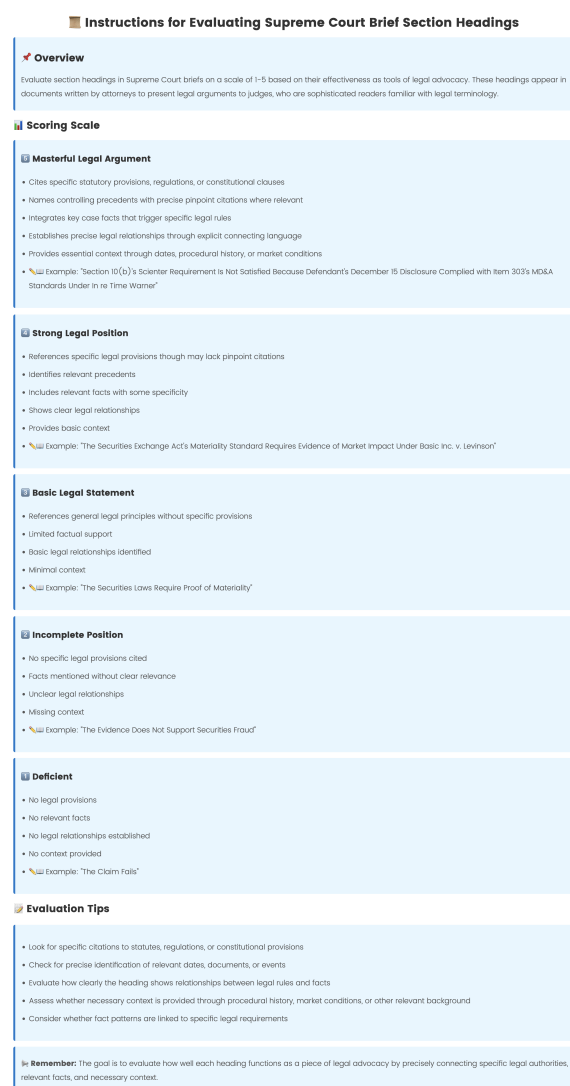 📜 Instructions for Evaluating Supreme Court Brief Section Headings
📌 Overview
Evaluate section headings in Supreme Court briefs on a scale of 1-5 based on their effectiveness as tools of legal advocacy. These headings appear in
documents written by attorneys to present legal arguments to judges, who are sophisticated readers familiar with legal terminology.
📊 Scoring Scale
5️⃣ Masterful Legal Argument
• Cites specific statutory provisions, regulations, or constitutional clauses
• Names controlling precedents with precise pinpoint citations where relevant
• Integrates key case facts that trigger specific legal rules
• Establishes precise legal relationships through explicit connecting language
• Provides essential context through dates, procedural history, or market conditions
• ✏️📖 Example: "Section 10(b)'s Scienter Requirement Is Not Satisfied Because Defendant's December 15 Disclosure Complied with Item 303's MD&A
Standards Under In re Time Warner"
4️⃣ Strong Legal Position
• References specific legal provisions though may lack pinpoint citations
• Identifies relevant precedents
• Includes relevant facts with some specificity
• Shows clear legal relationships
• Provides basic context
• ✏️📖 Example: "The Securities Exchange Act's Materiality Standard Requires Evidence of Market Impact Under Basic Inc. v. Levinson"
3️⃣ Basic Legal Statement
• References general legal principles without specific provisions
• Limited factual support
• Basic legal relationships identified
• Minimal context
• ✏️📖 Example: "The Securities Laws Require Proof of Materiality"
2️⃣ Incomplete Position
• No specific legal provisions cited
• Facts mentioned without clear relevance
• Unclear legal relationships
• Missing context
• ✏️📖 Example: "The Evidence Does Not Support Securities Fraud"
1️⃣ Deficient
• No legal provisions
• No relevant facts
• No legal relationships established
• No context provided
• ✏️📖 Example: "The Claim Fails"
📝 Evaluation Tips
• Look for specific citations to statutes, regulations, or constitutional provisions
• Check for precise identification of relevant dates, documents, or events
• Evaluate how clearly the heading shows relationships between legal rules and facts
• Assess whether necessary context is provided through procedural history, market conditions, or other relevant background
• Consider whether fact patterns are linked to specific legal requirements
Remember: The goal is to evaluate how well each heading functions as a piece of legal advocacy by precisely connecting specific legal authorities,
relevant facts, and necessary context.